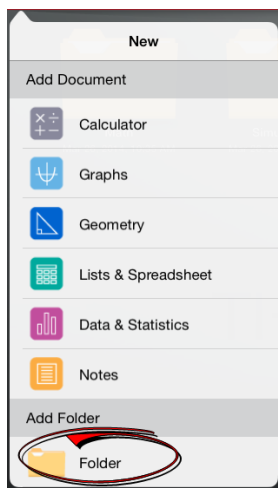 New
Add Document
Calculator
Graphs
Geometry
Lists & Spreadsheet
Data & Statistics
Notes
Add Folder
Folder